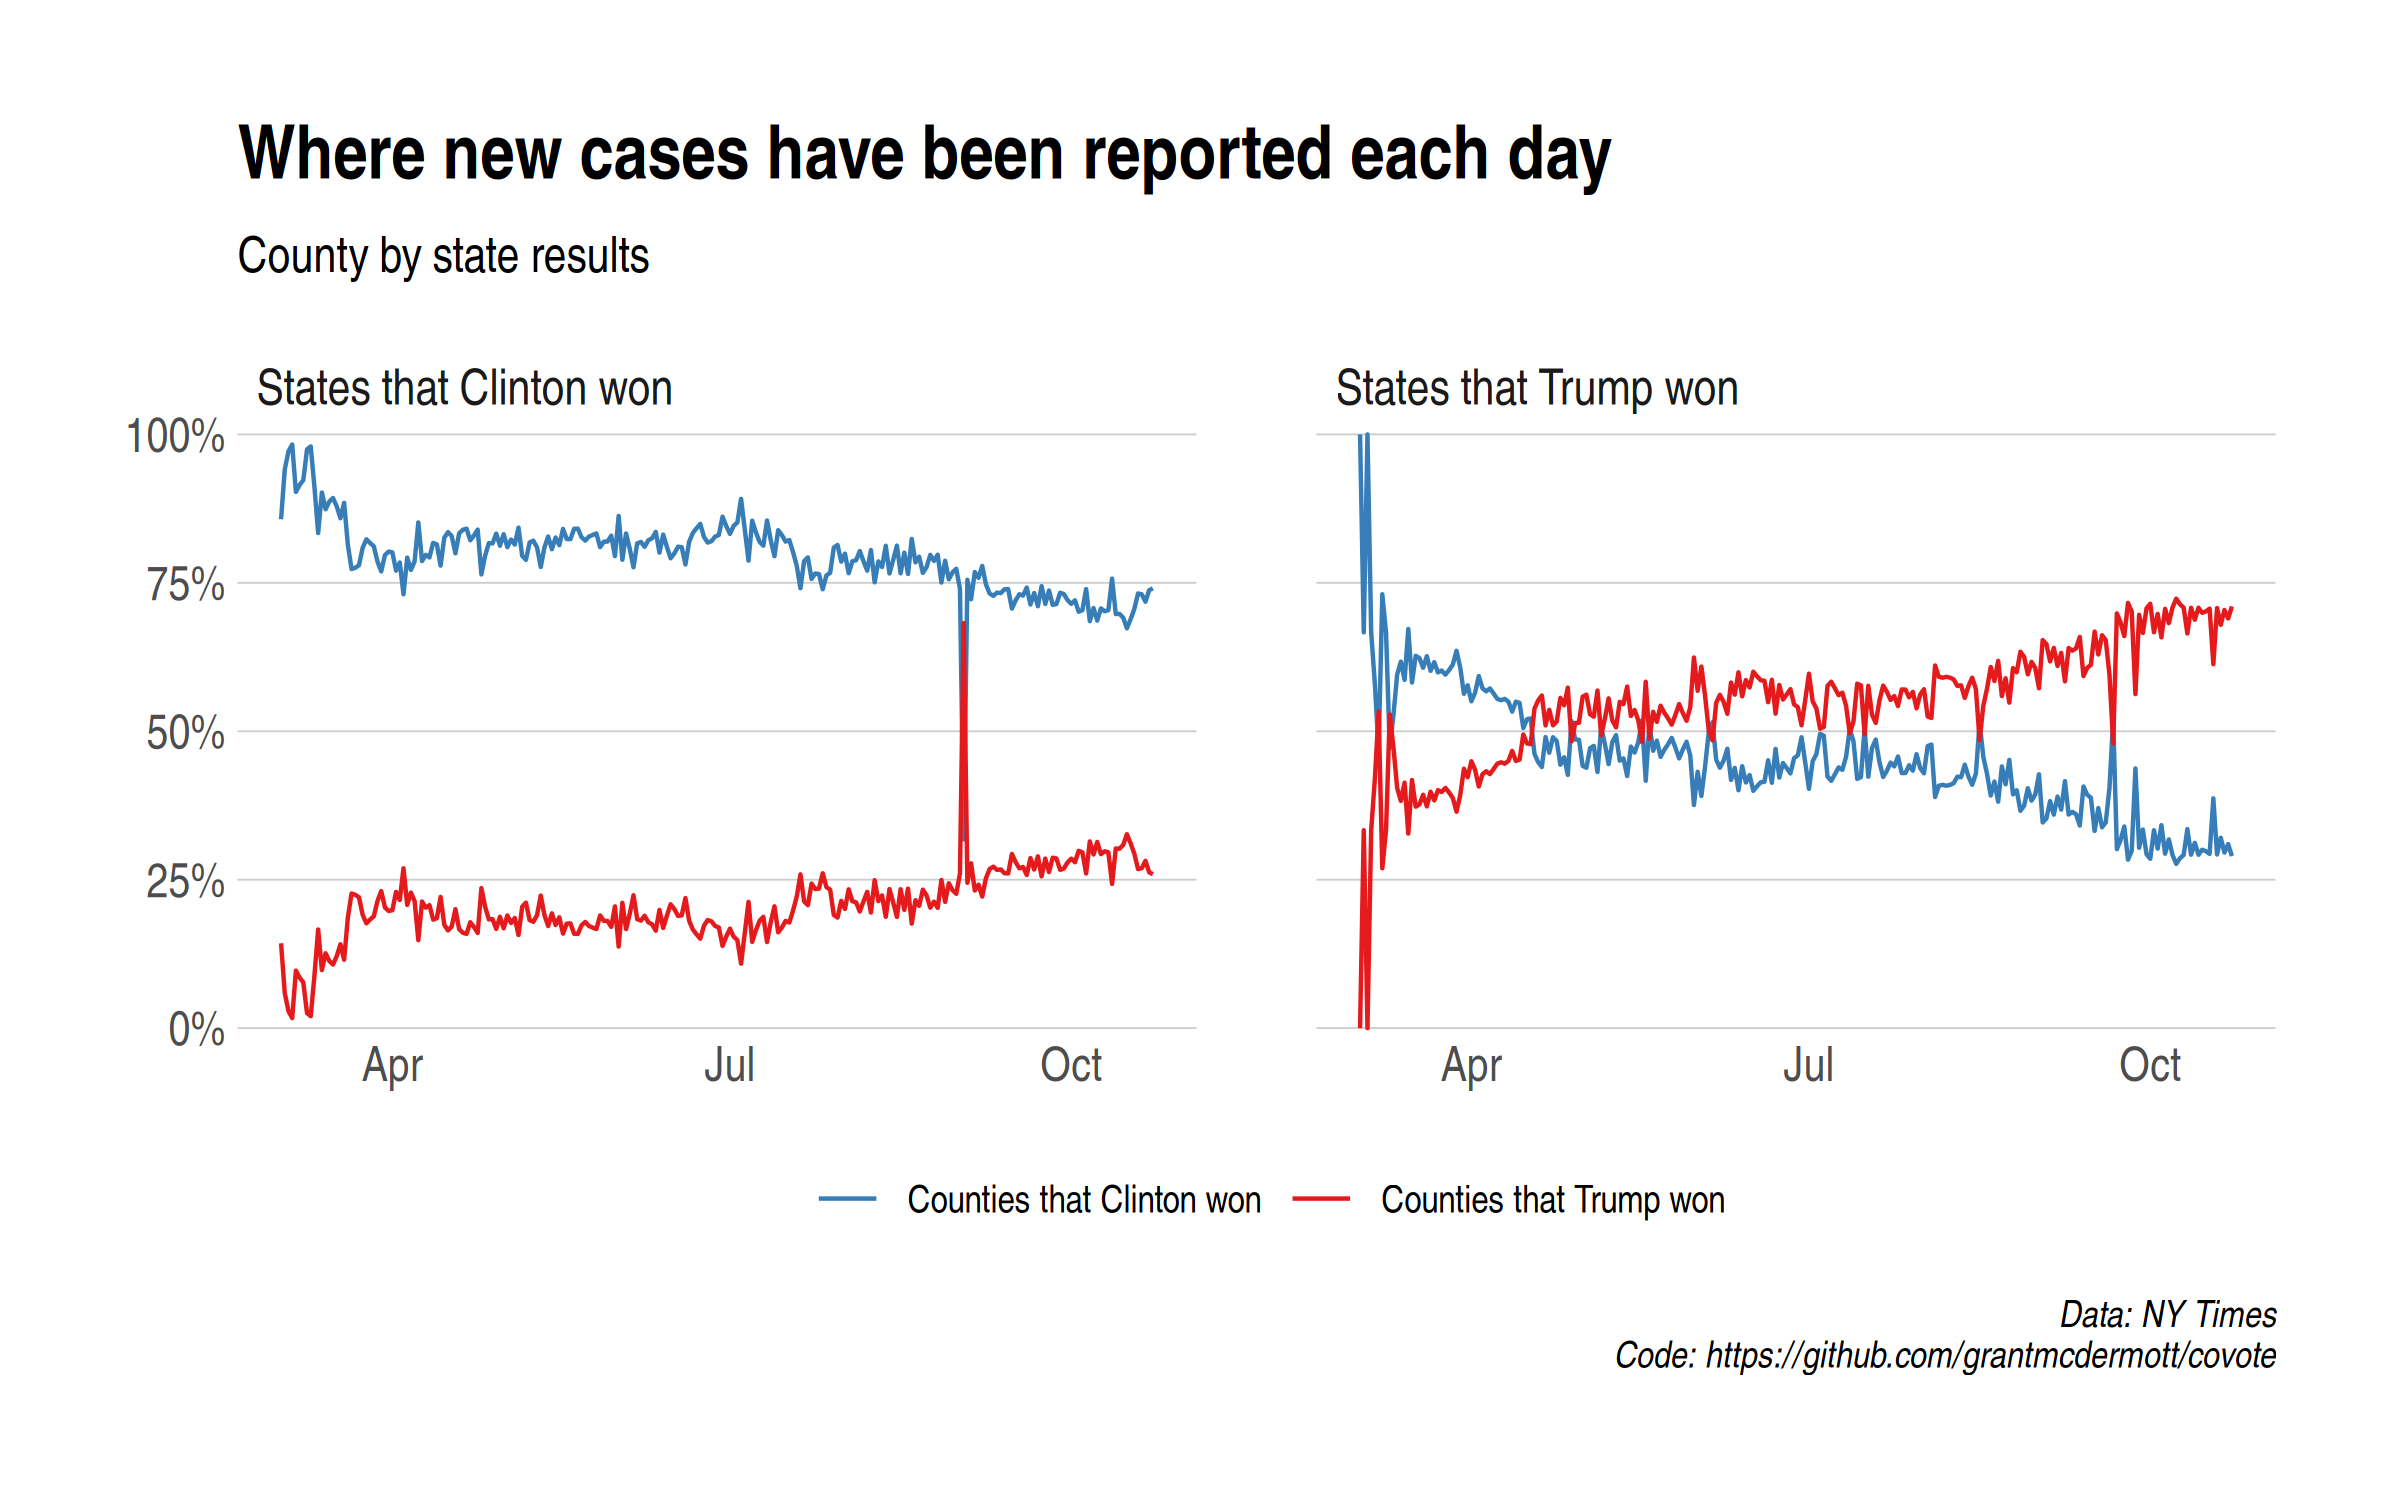 Where new cases have been reported each day
County by state results
States that Clinton won
States that Trump won
100%
75%
50%
25%
0%
Apr
Jul
Oct
Apr
Jul
Oct
Counties that Clinton won
Counties that Trump won
Data: NY Times
Code: https://github.com/grantmcdermott/covote